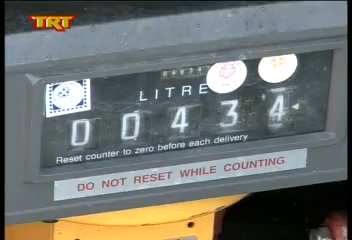 TRT
LITRE
0 0 4 3 4
Reset counter to zero before each delivery
DO NOT RESET WHILE COUNTING